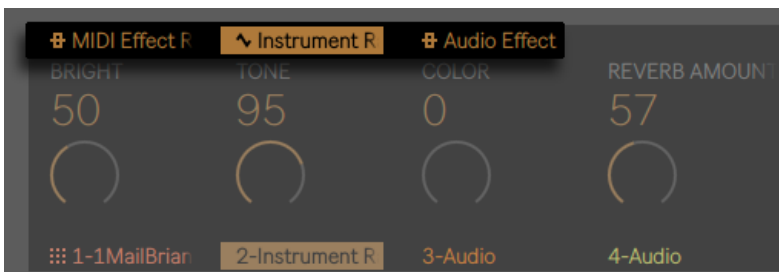 MIDI Effect R Instrument R Audio Effect
BRIGHT TONE COLOR REVERB AMOUNT
50 95 0 57
1-1MailBrian 2-Instrument R 3-Audio 4-Audio